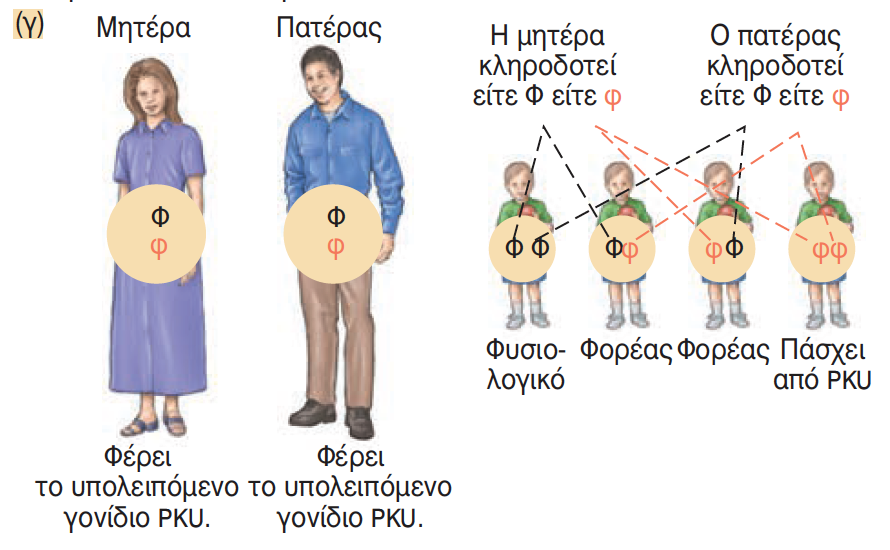 (γ)
Μητέρα
Πατέρας
Η μητέρα
κληροδοτεί
είτε Φ είτε φ
Ο πατέρας
κληροδοτεί
είτε Φ είτε φ
Φ
φ
Φ
φ
Φ Φ
Φφ
φΦ
φφ
Φυσιο-
λογικό
Φορέας
Φορέας
Πάσχει
από PKU
Φέρει
το υπολειπόμενο
γονίδιο PKU.
Φέρει
το υπολειπόμενο
γονίδιο PKU.